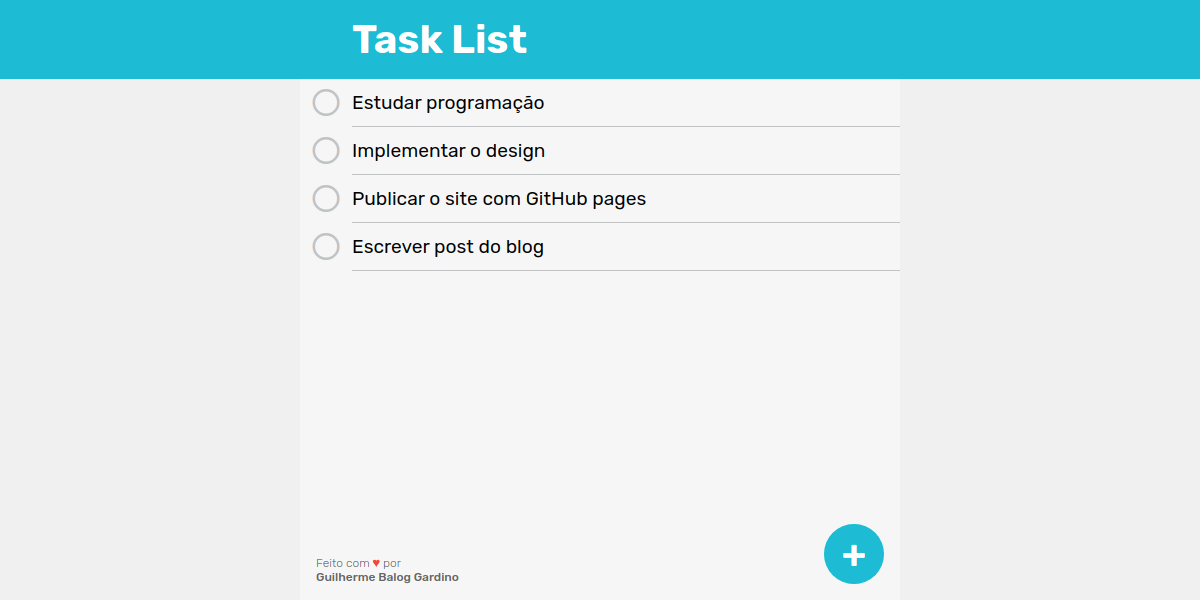 Task List
Estudar programação
Implementar o design
Publicar o site com GitHub pages
Escrever post do blog
Feito com ♥ por
Guilherme Balog Gardino
+